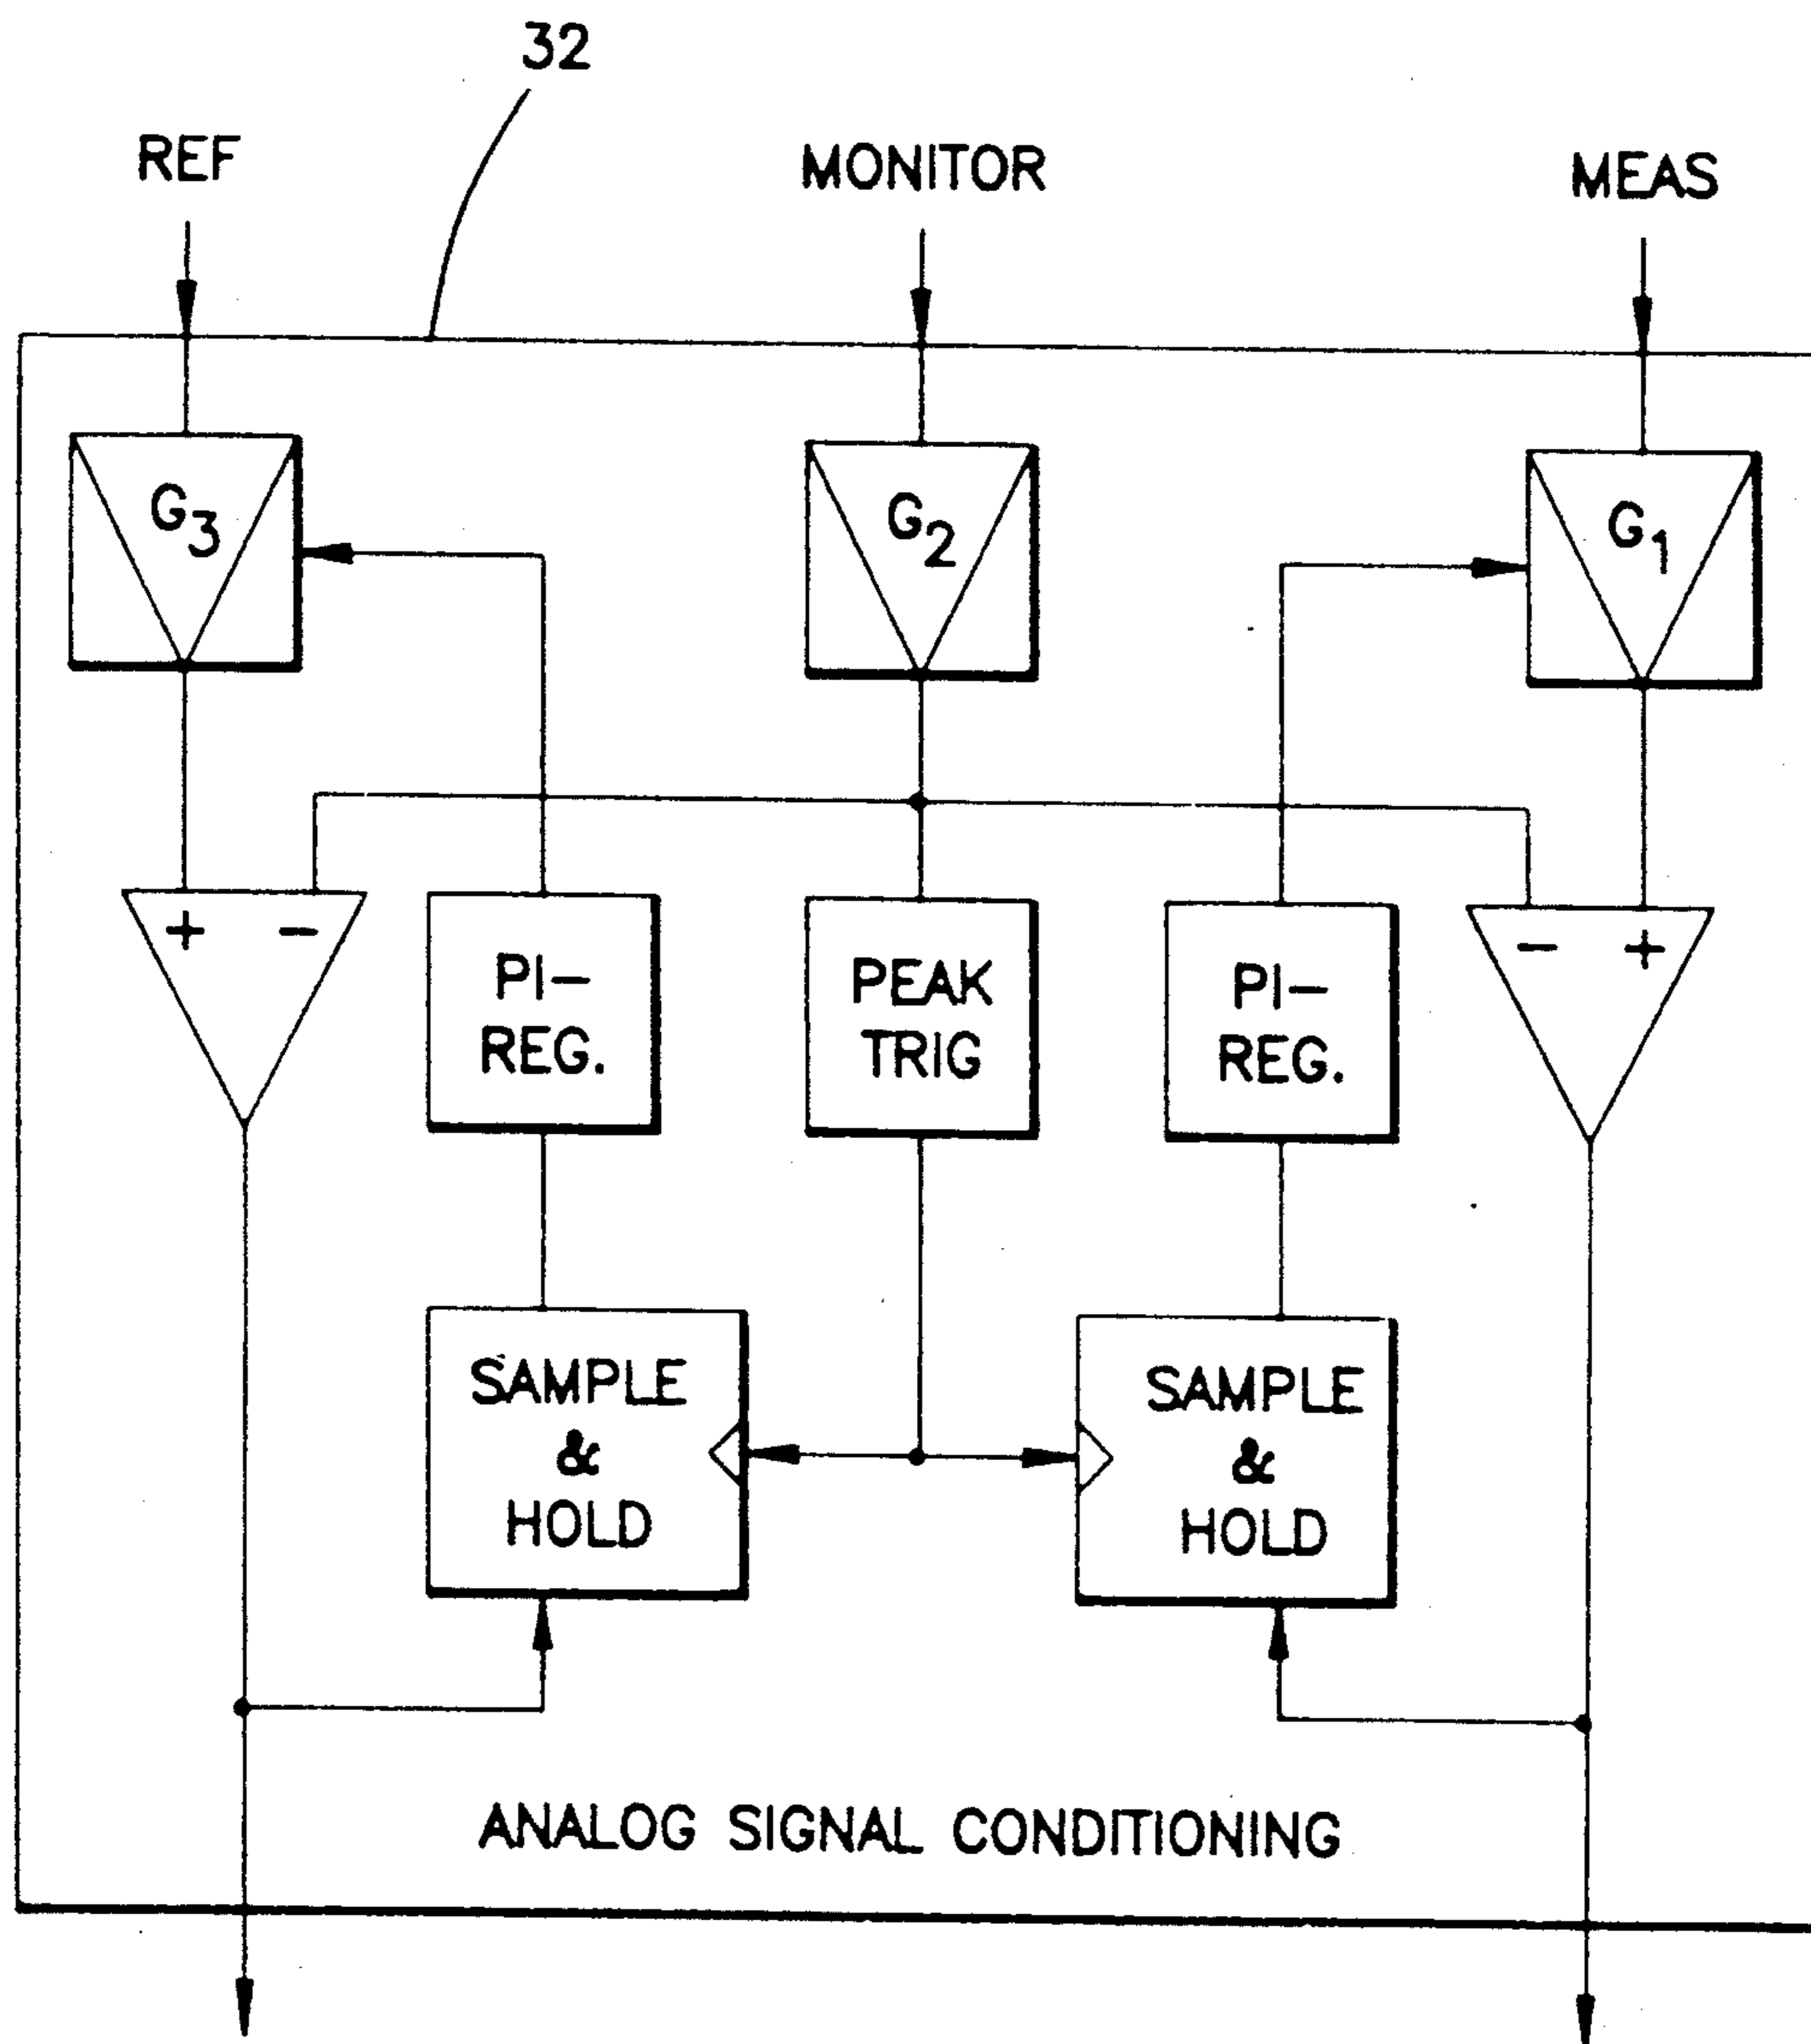 32
REF
MONITOR
MEAS
G3
G2
G1
+ −
PI-
REG.
PEAK
TRIG
PI-
REG.
− +
SAMPLE
&
HOLD
SAMPLE
&
HOLD
ANALOG SIGNAL CONDITIONING